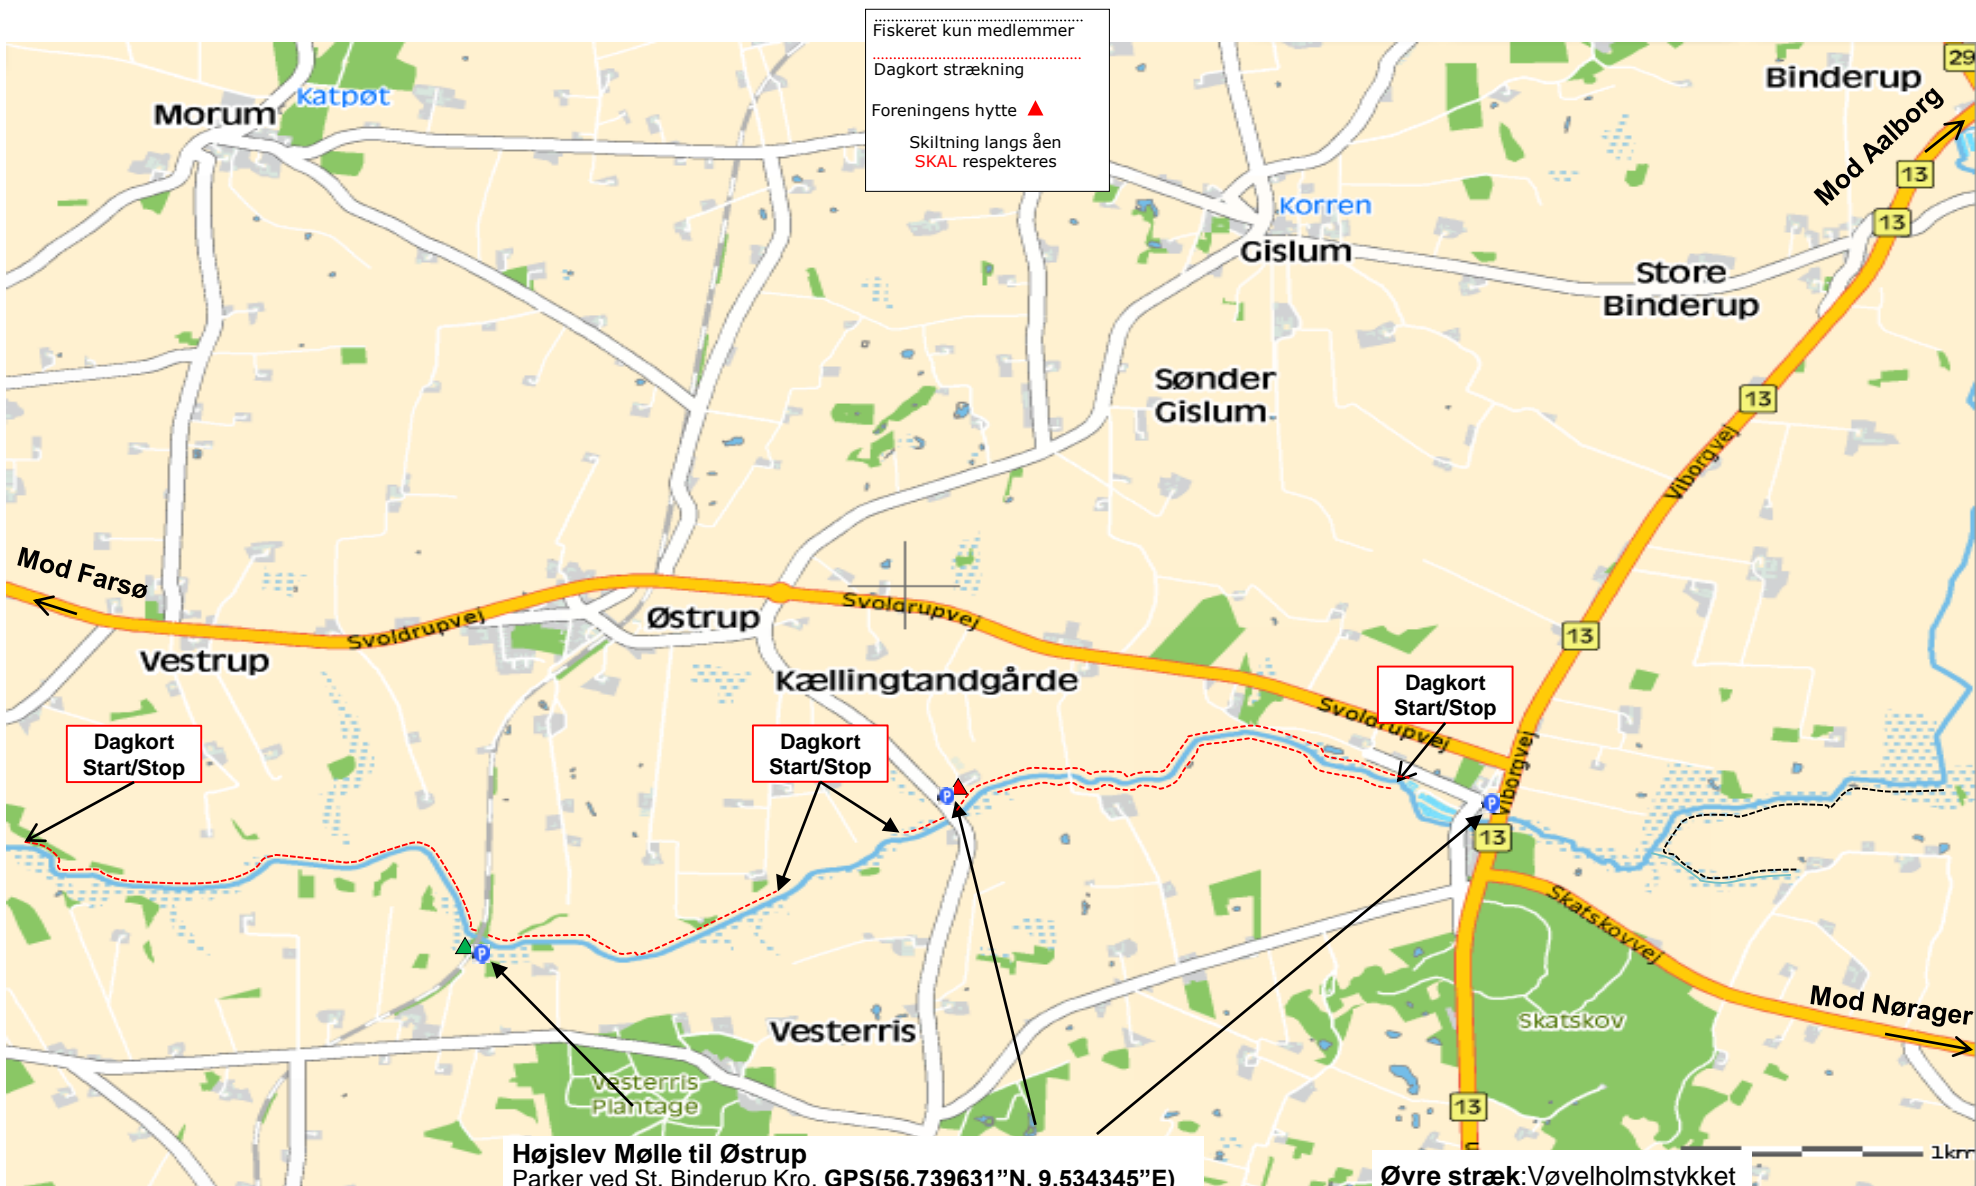 Fiskeret kun medlemmer
Dagkort strækning
Foreningens hytte
Skiltning langs åen
SKAL respekteres
29
Binderup
Katpøt
Morum
Mod Aalborg
13
Korren
13
Gislum
Store
Binderup
Sønder
Gislum
13
Viborgvej
Mod Farsø
Svoldrupvej
Østrup
Svoldrupvej
13
Vestrup
Kællingtandgårde
Dagkort
Start/Stop
Svoldrupvej
Dagkort
Start/Stop
Dagkort
Start/Stop
Viborgvej
P
P
13
P
Skatskovvej
Mod Nørager
Skatskov
Vesterris
Vesterris
Plantage
13
1km
Højslev Mølle til Østrup
Parker ved St. Binderup Kro. GPS(56.739631”N, 9.534345”E)
Øvre stræk:Vøvelholmstykket